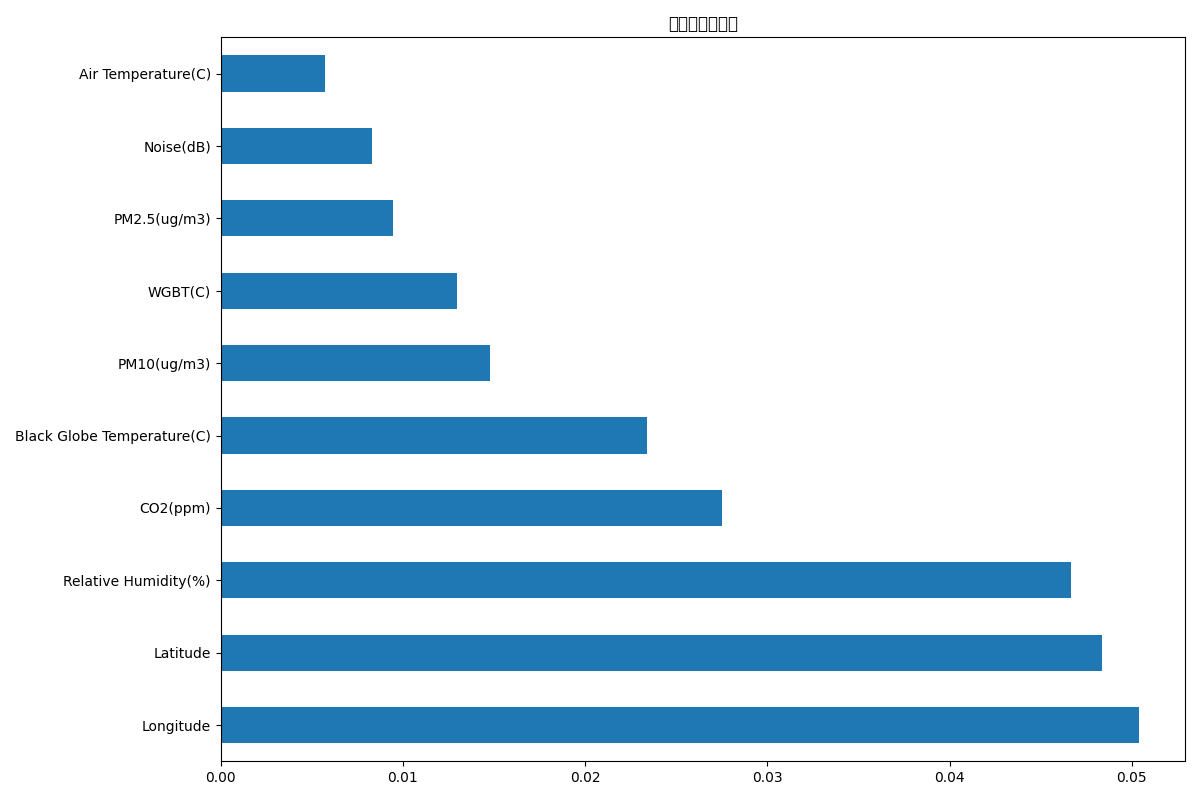 Air Temperature(C)
Noise(dB)
PM2.5(ug/m3)
WGBT(C)
PM10(ug/m3)
Black Globe Temperature(C)
CO2(ppm)
Relative Humidity(%)
Latitude
Longitude
0.00 0.01 0.02 0.03 0.04 0.05